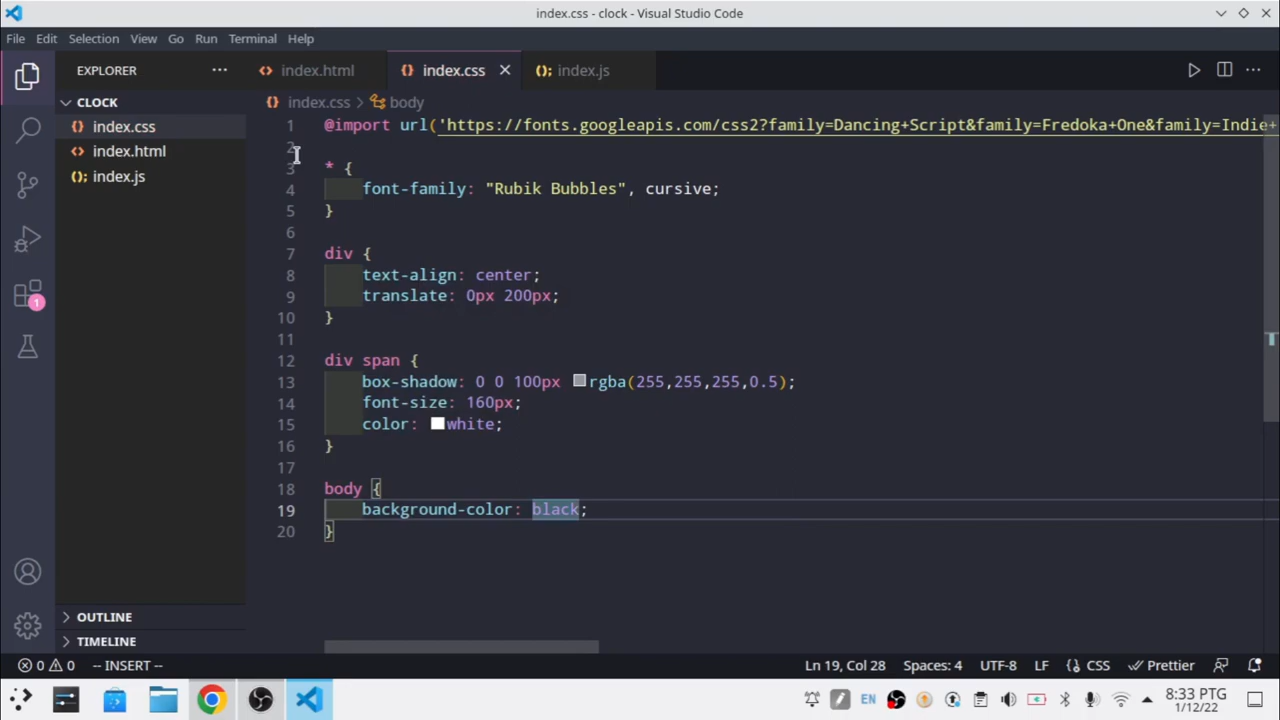 index.css - clock - Visual Studio Code
File Edit Selection View Go Run Terminal Help
EXPLORER
index.html
index.css
index.js
CLOCK
index.css > body
index.css
index.html
index.js
1 @import url('https://fonts.googleapis.com/css2?family=Dancing+Script&family=Fredoka+One&family=Indie+
2
3 * {
4 font-family: "Rubik Bubbles", cursive;
5 }
6
7 div {
8 text-align: center;
9 translate: 0px 200px;
10 }
11
12 div span {
13 box-shadow: 0 0 100px rgba(255,255,255,0.5);
14 font-size: 160px;
15 color: white;
16 }
17
18 body {
19 background-color: black;
20 }
1
OUTLINE
TIMELINE
0 0 -- INSERT --
Ln 19, Col 28 Spaces: 4 UTF-8 LF CSS Prettier
EN
8:33 PTG
1/12/22